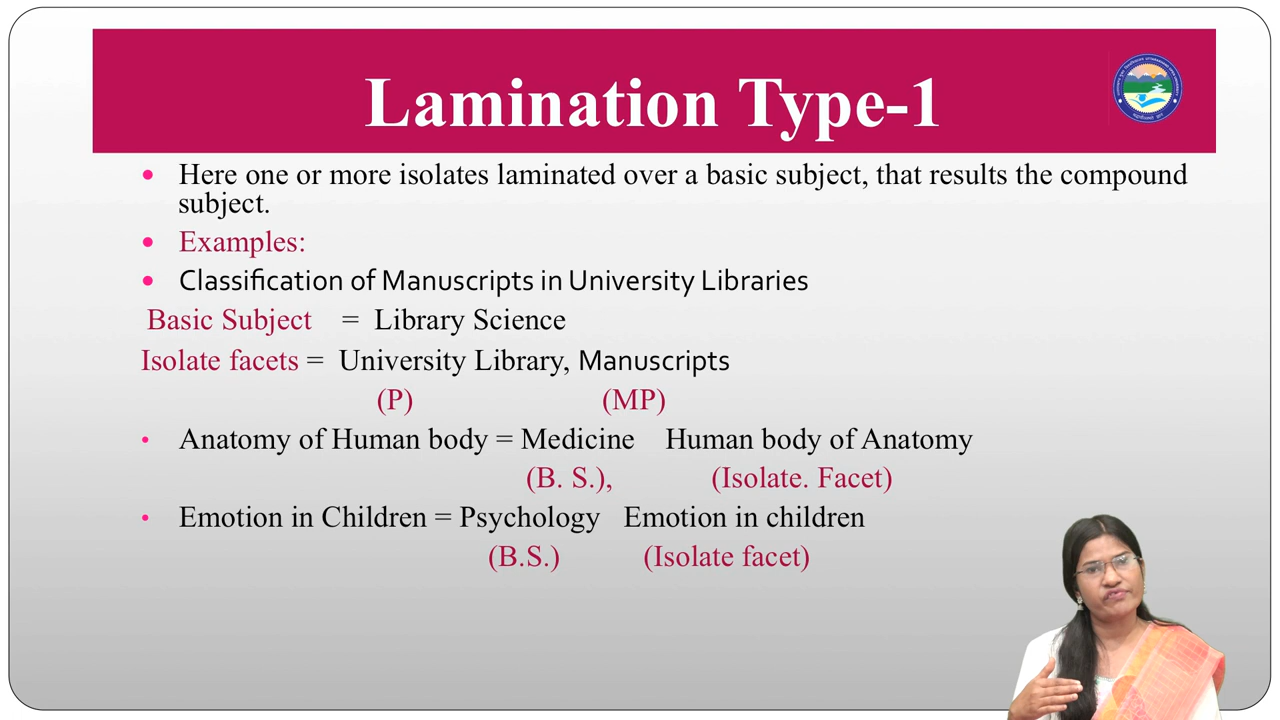 Lamination Type-1
Here one or more isolates laminated over a basic subject, that results the compound
subject.
Examples:
Classification of Manuscripts in University Libraries
Basic Subject = Library Science
Isolate facets = University Library, Manuscripts
(P) (MP)
Anatomy of Human body = Medicine Human body of Anatomy
(B. S.), (Isolate. Facet)
Emotion in Children = Psychology Emotion in children
(B.S.) (Isolate facet)